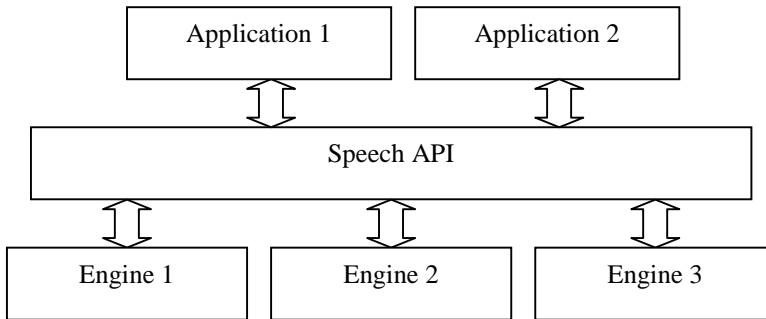 Application 1
Application 2
Speech API
Engine 1
Engine 2
Engine 3